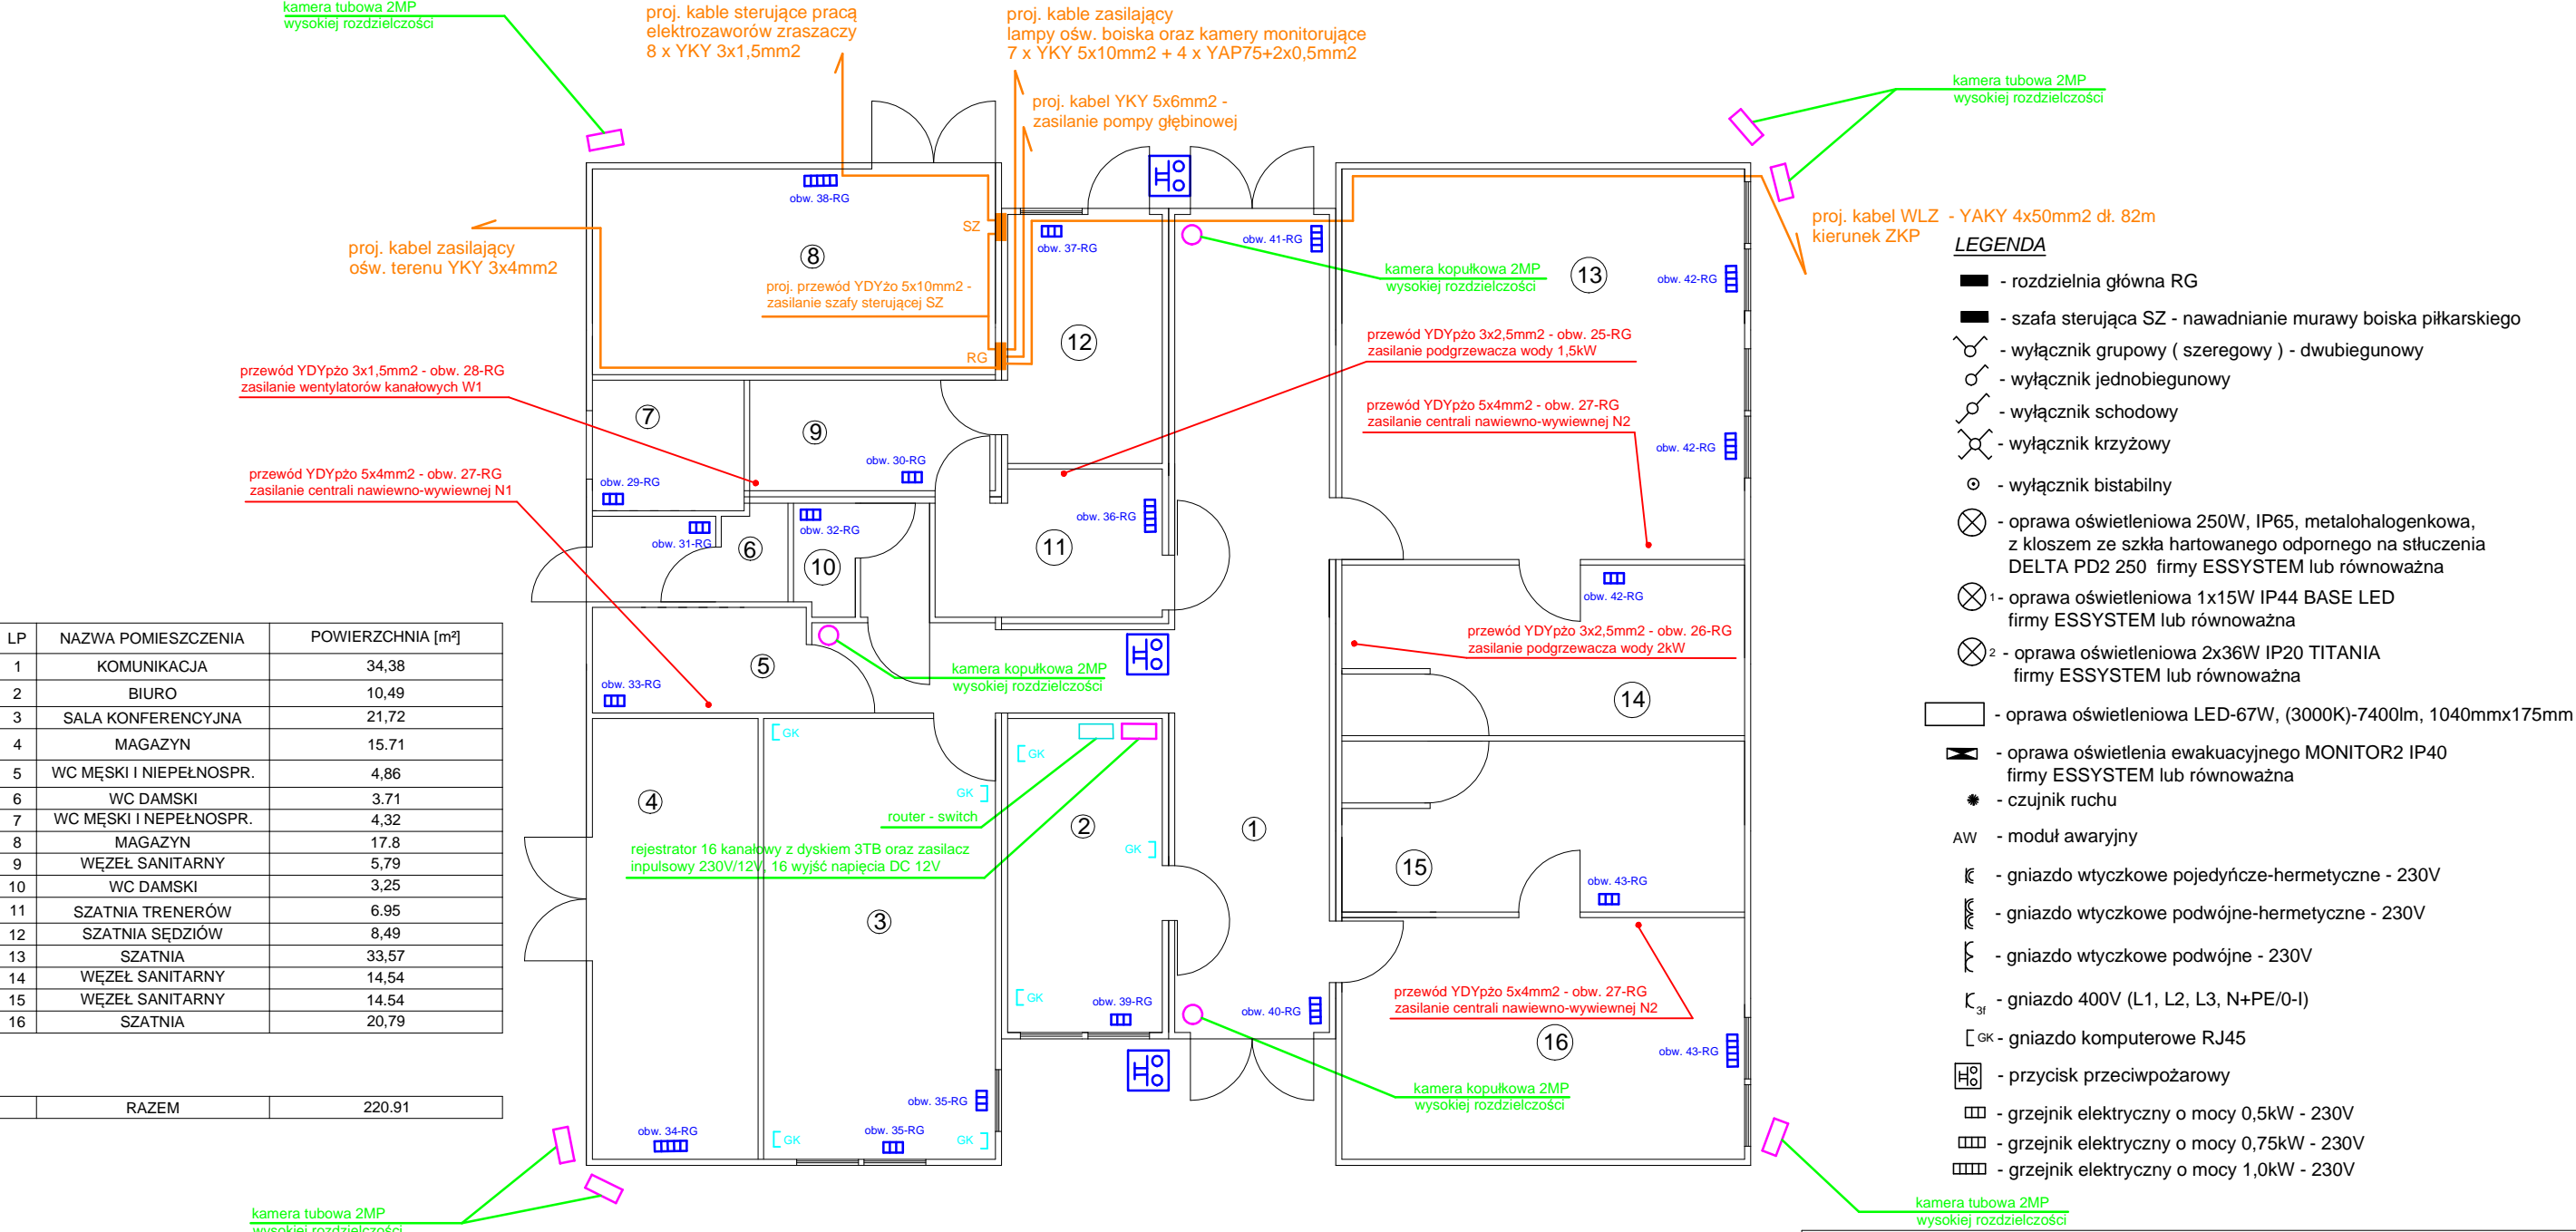 kamera tubowa 2MP
wysokiej rozdzielczości
proj. kable sterujące pracą
elektrozaworów zraszaczy
8 x YKY 3x1,5mm2
proj. kable zasilający
lampy ośw. boiska oraz kamery monitorujące
7 x YKY 5x10mm2 + 4 x YAP75+2x0,5mm2
proj. kabel YKY 5x6mm2 -
zasilanie pompy głębinowej
kamera tubowa 2MP
wysokiej rozdzielczości
proj. kabel WLZ - YAKY 4x50mm2 dł. 82m
kierunek ZKP
proj. kabel zasilający
ośw. terenu YKY 3x4mm2
obw. 38-RG
SZ
8
proj. przewód YDYżo 5x10mm2 -
zasilanie szafy sterującej SZ
RG
obw. 37-RG
12
obw. 41-RG
kamera kopułkowa 2MP
wysokiej rozdzielczości
13
obw. 42-RG
przewód YDYpżo 3x2,5mm2 - obw. 25-RG
zasilanie podgrzewacza wody 1,5kW
przewód YDYpżo 5x4mm2 - obw. 27-RG
zasilanie centrali nawiewno-wywiewnej N2
obw. 42-RG
przewód YDYpżo 3x1,5mm2 - obw. 28-RG
zasilanie wentylatorów kanałowych W1
7
9
obw. 30-RG
przewód YDYpżo 5x4mm2 - obw. 27-RG
zasilanie centrali nawiewno-wywiewnej N1
obw. 29-RG
obw. 31-RG
6
obw. 32-RG
10
obw. 36-RG
11
obw. 42-RG
przewód YDYpżo 3x2,5mm2 - obw. 26-RG
zasilanie podgrzewacza wody 2kW
14
5
obw. 33-RG
kamera kopułkowa 2MP
wysokiej rozdzielczości
GK
GK
GK
4
router - switch
2
1
GK
rejestrator 16 kanałowy z dyskiem 3TB oraz zasilacz
inpulsowy 230V/12V, 16 wyjść napięcia DC 12V
15
obw. 43-RG
3
GK
obw. 39-RG
obw. 40-RG
przewód YDYpżo 5x4mm2 - obw. 27-RG
zasilanie centrali nawiewno-wywiewnej N2
16
obw. 43-RG
kamera kopułkowa 2MP
wysokiej rozdzielczości
obw. 35-RG
obw. 34-RG
GK
obw. 35-RG
GK
kamera tubowa 2MP
wysokiej rozdzielczości
kamera tubowa 2MP
wysokiej rozdzielczości
LP NAZWA POMIESZCZENIA POWIERZCHNIA [m²]
1 KOMUNIKACJA 34,38
2 BIURO 10,49
3 SALA KONFERENCYJNA 21,72
4 MAGAZYN 15.71
5 WC MĘSKI I NIEPEŁNOSPR. 4,86
6 WC DAMSKI 3.71
7 WC MĘSKI I NEPEŁNOSPR. 4,32
8 MAGAZYN 17.8
9 WĘZEŁ SANITARNY 5,79
10 WC DAMSKI 3,25
11 SZATNIA TRENERÓW 6.95
12 SZATNIA SĘDZIÓW 8,49
13 SZATNIA 33,57
14 WĘZEŁ SANITARNY 14,54
15 WĘZEŁ SANITARNY 14.54
16 SZATNIA 20,79
RAZEM 220.91
LEGENDA
- rozdzielnia główna RG
- szafa sterująca SZ - nawadnianie murawy boiska piłkarskiego
- wyłącznik grupowy ( szeregowy ) - dwubiegunowy
- wyłącznik jednobiegunowy
- wyłącznik schodowy
- wyłącznik krzyżowy
- wyłącznik bistabilny
- oprawa oświetleniowa 250W, IP65, metalohalogenkowa,
z kloszem ze szkła hartowanego odpornego na stłuczenia
DELTA PD2 250 firmy ESSYSTEM lub równoważna
1 - oprawa oświetleniowa 1x15W IP44 BASE LED
firmy ESSYSTEM lub równoważna
2 - oprawa oświetleniowa 2x36W IP20 TITANIA
firmy ESSYSTEM lub równoważna
- oprawa oświetleniowa LED-67W, (3000K)-7400lm, 1040mmx175mm
- oprawa oświetlenia ewakuacyjnego MONITOR2 IP40
firmy ESSYSTEM lub równoważna
- czujnik ruchu
AW - moduł awaryjny
- gniazdo wtyczkowe pojedyńcze-hermetyczne - 230V
- gniazdo wtyczkowe podwójne-hermetyczne - 230V
- gniazdo wtyczkowe podwójne - 230V
3f - gniazdo 400V (L1, L2, L3, N+PE/0-I)
GK - gniazdo komputerowe RJ45
- przycisk przeciwpożarowy
- grzejnik elektryczny o mocy 0,5kW - 230V
- grzejnik elektryczny o mocy 0,75kW - 230V
- grzejnik elektryczny o mocy 1,0kW - 230V